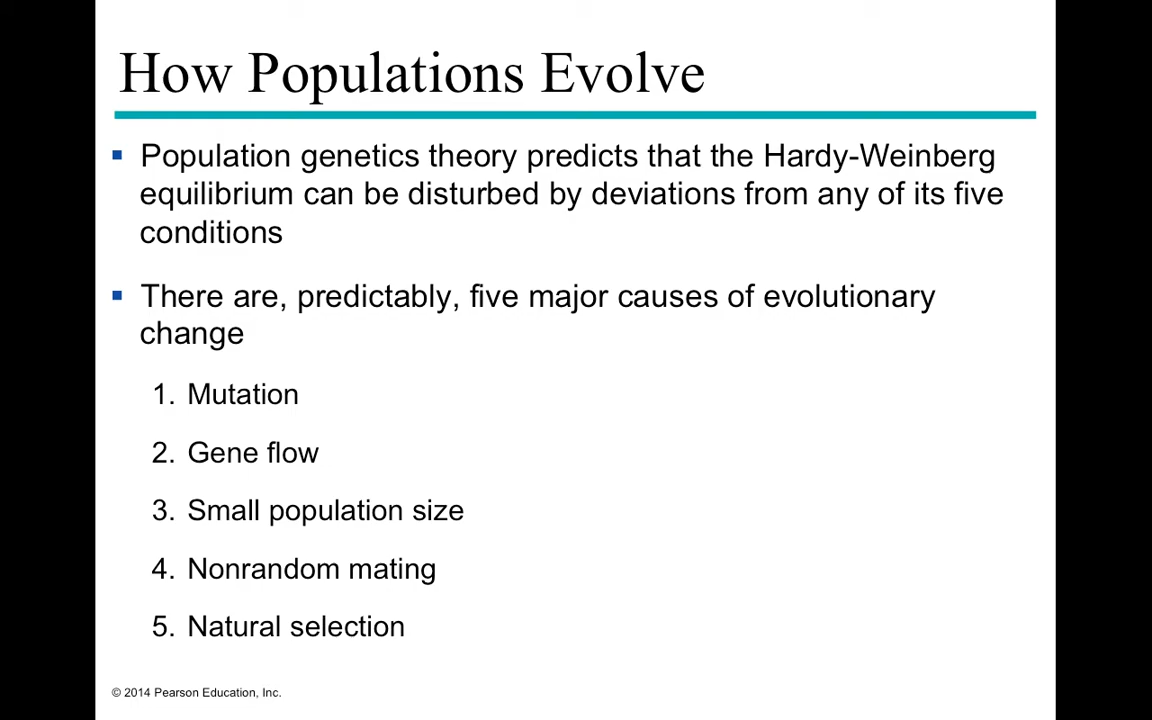 How Populations Evolve
▪ Population genetics theory predicts that the Hardy-Weinberg
equilibrium can be disturbed by deviations from any of its five
conditions
▪ There are, predictably, five major causes of evolutionary
change
1. Mutation
2. Gene flow
3. Small population size
4. Nonrandom mating
5. Natural selection
© 2014 Pearson Education, Inc.